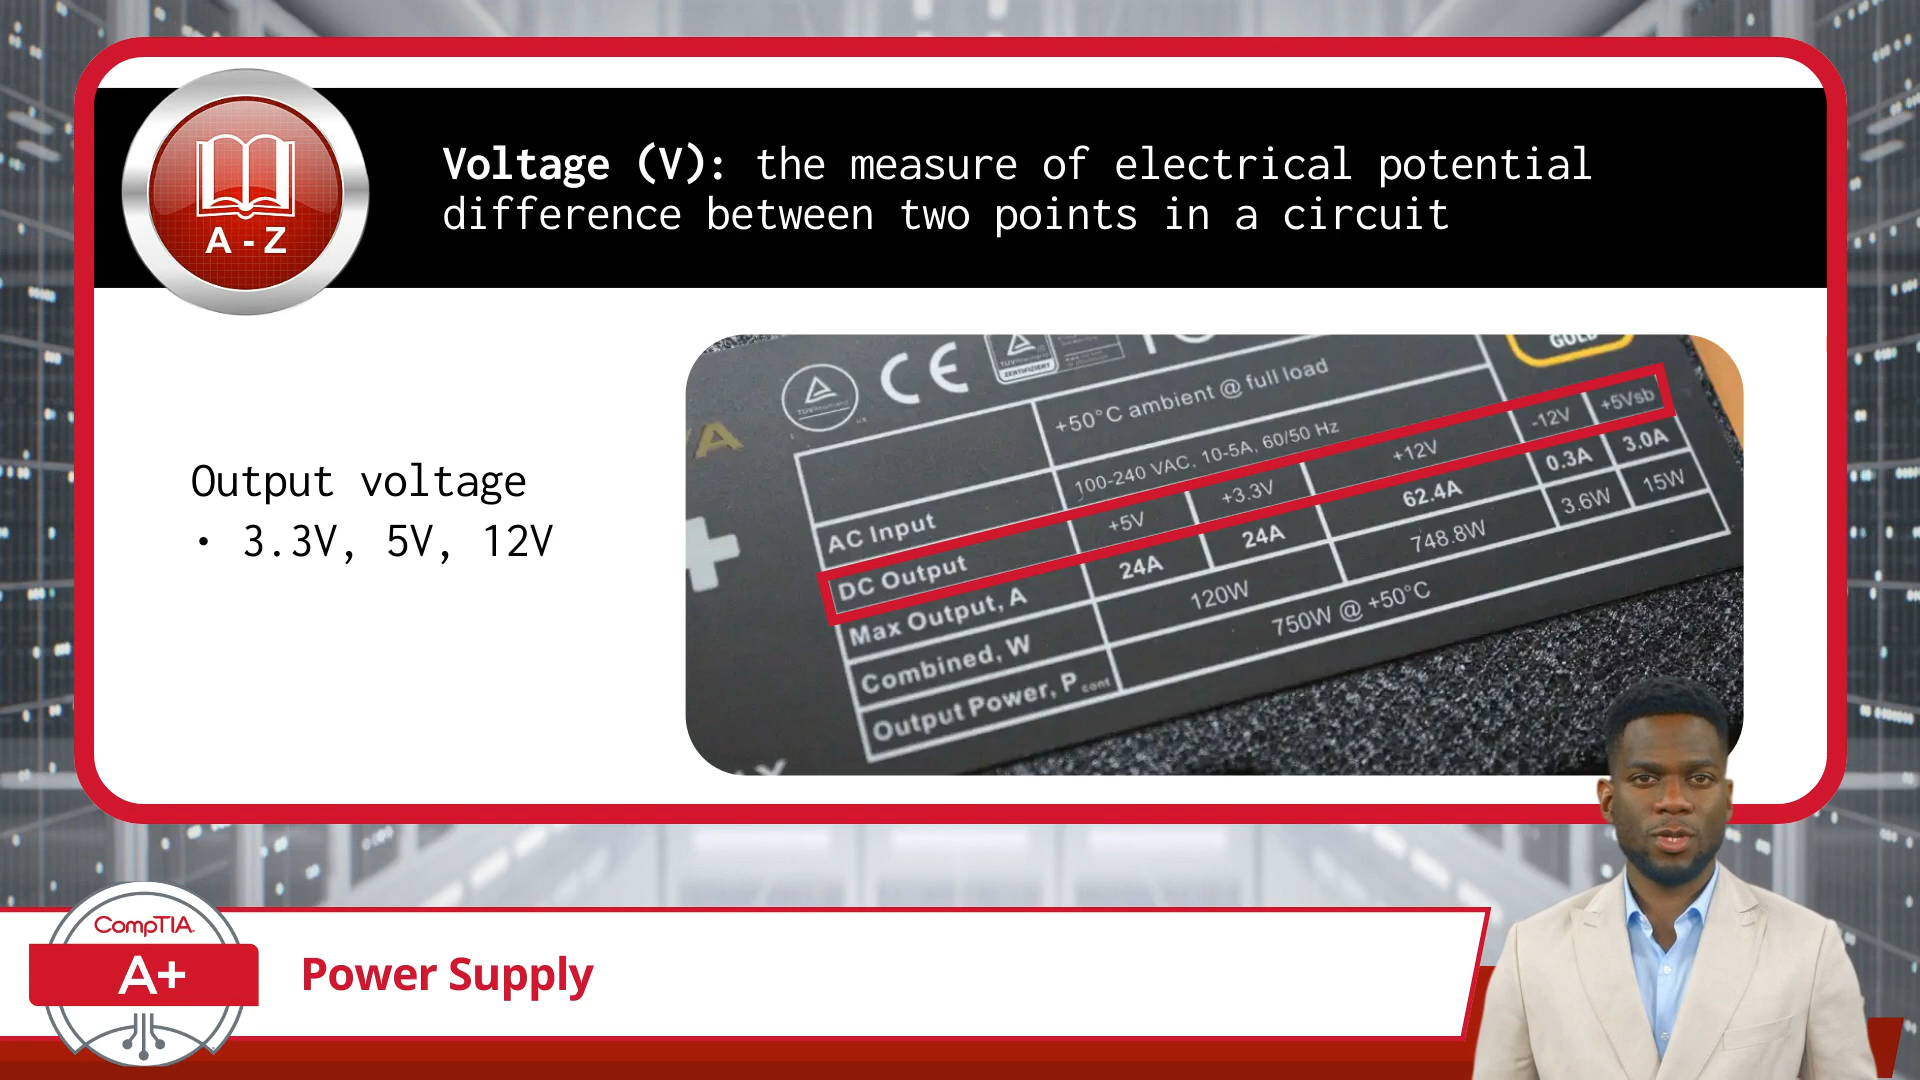 Voltage (V): the measure of electrical potential
difference between two points in a circuit
A - Z
Output voltage
• 3.3V, 5V, 12V
CE
GOLD
+50°C ambient @ full load
AC Input 100-240 VAC, 10-5A, 60/50 Hz
DC Output +5V +3.3V +12V -12V +5Vsb
Max Output, A 24A 24A 62.4A 0.3A 3.0A
Combined, W 120W 748.8W 3.6W 15W
Output Power, P cont 750W @ +50°C
CompTIA.
A+
Power Supply